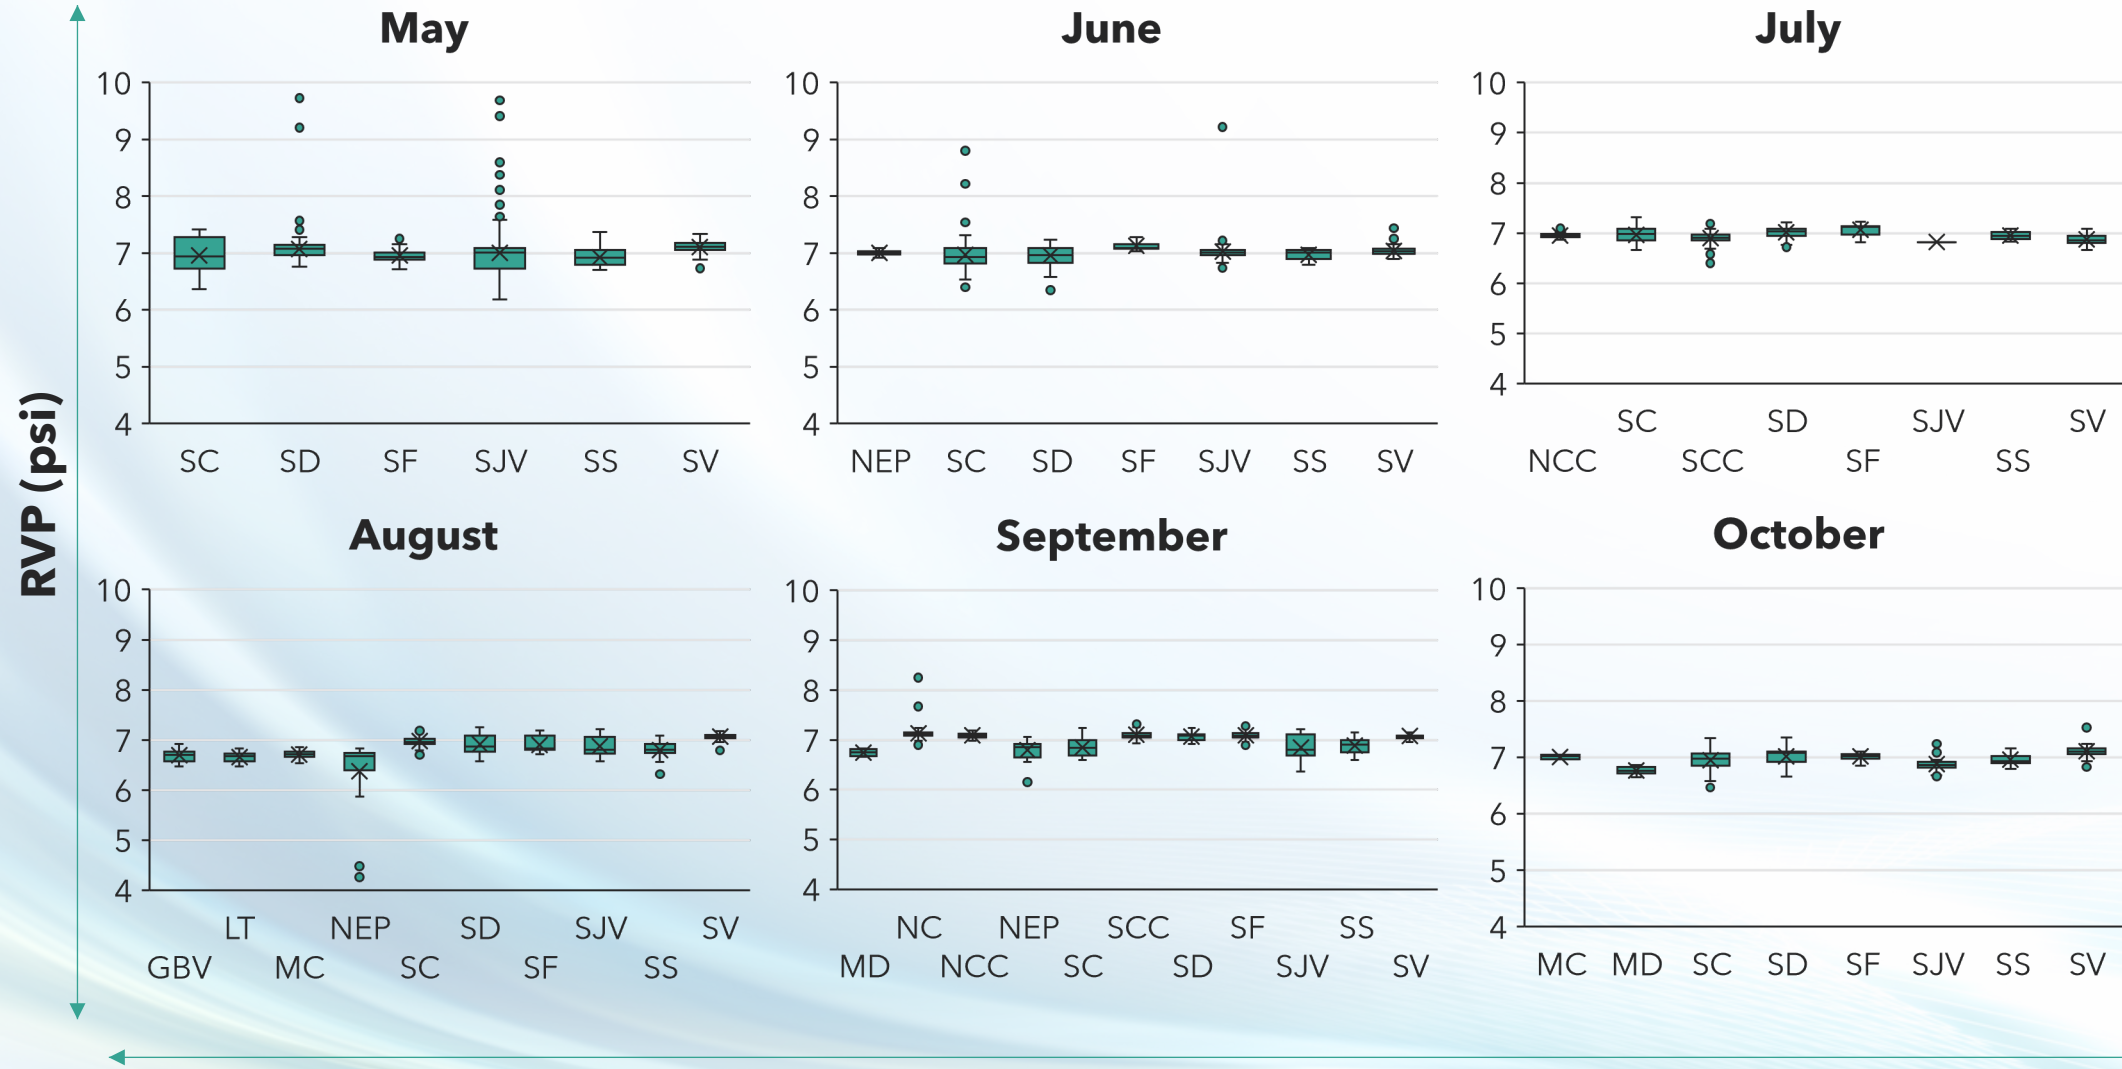 RVP (psi)
May
10
9
8
7
6
5
4
SC SD SF SJV SS SV
June
10
9
8
7
6
5
4
NEP SC SD SF SJV SS SV
July
10
9
8
7
6
5
4
SC SD SJV SV
NCC SCC SF SS
August
10
9
8
7
6
5
4
LT NEP SD SJV SV
GBV MC SC SF SS
September
10
9
8
7
6
5
4
NC NEP SCC SF SS
MD NCC SC SD SJV SV
October
10
9
8
7
6
5
4
MC MD SC SD SF SJV SS SV